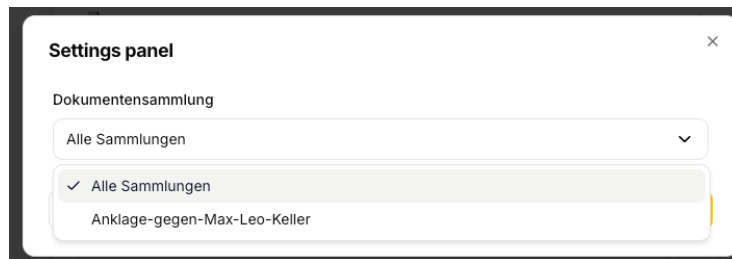 Settings panel
Dokumentensammlung
Alle Sammlungen
Alle Sammlungen
Anklage-gegen-Max-Leo-Keller